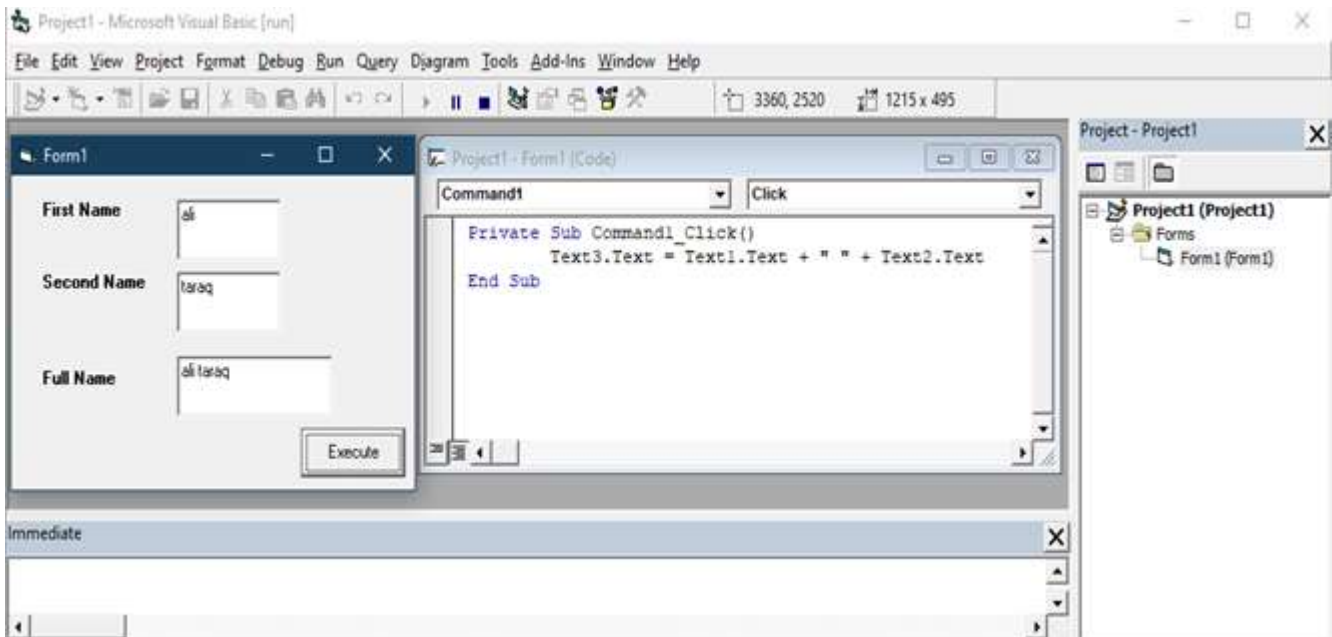 Project1 - Microsoft Visual Basic [run]
File Edit View Project Format Debug Run Query Diagram Tools Add-Ins Window Help
3360, 2520 1215 x 495
Form1
First Name ali
Second Name taraq
Full Name ali taraq
Execute
Project1 - Form1 (Code)
Command1 Click
Private Sub Command1_Click()
Text3.Text = Text1.Text + " " + Text2.Text
End Sub
Project - Project1
Project1 (Project1)
Forms
Form1 (Form1)
Immediate